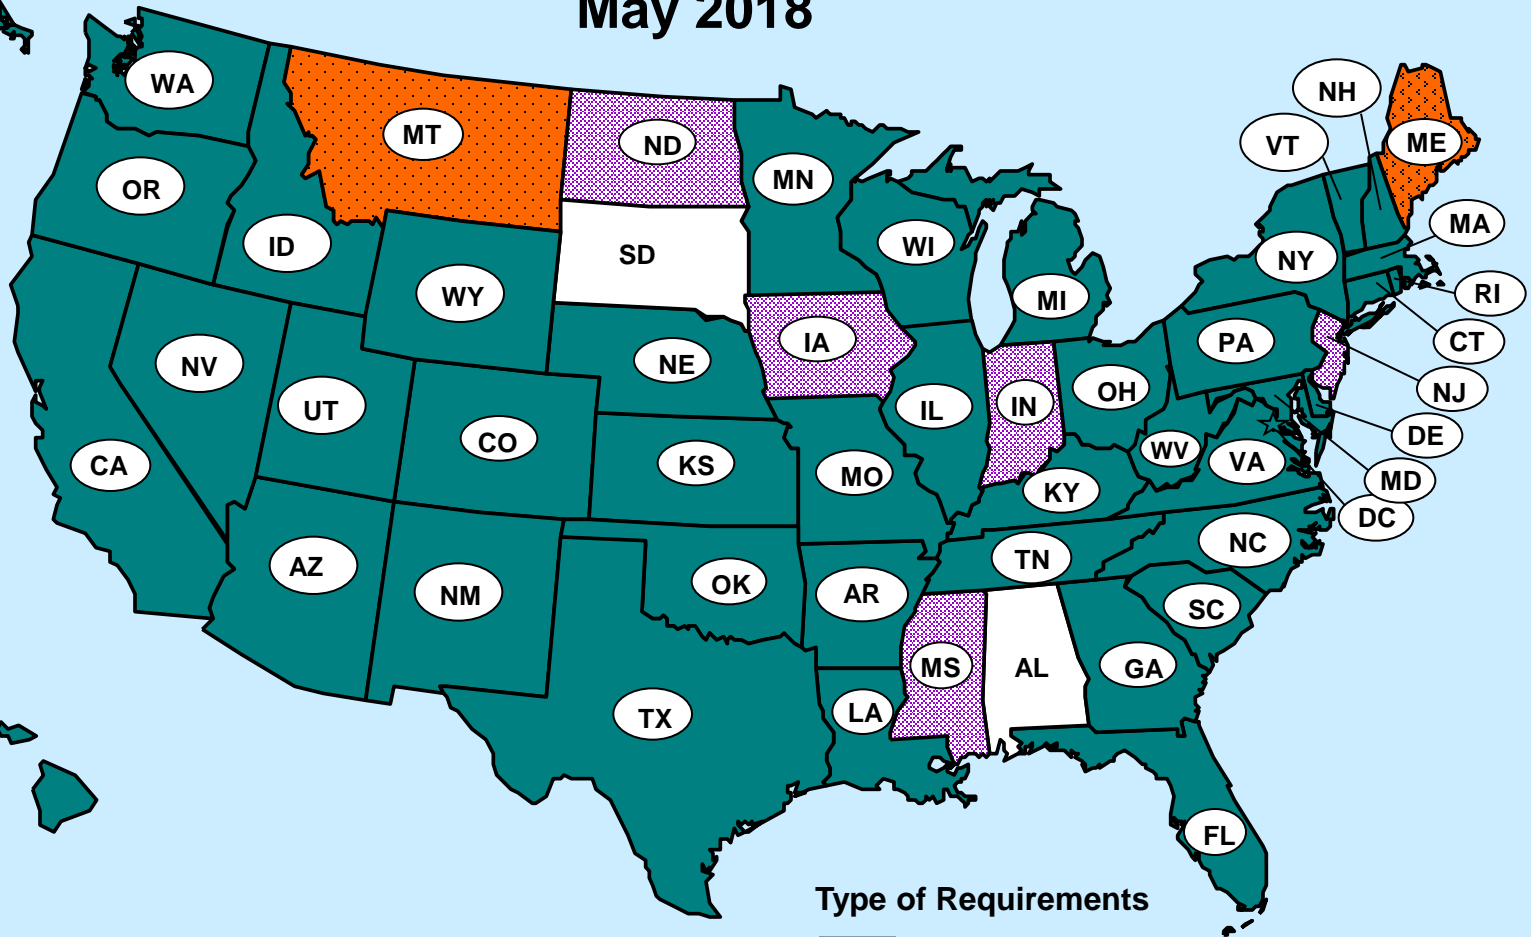 May 2018
WA
MT
ND
MN
OR
ID
WY
SD
WI
MI
NH
VT
ME
MA
NY
RI
CT
PA
NJ
NV
UT
CO
NE
IA
IL
IN
OH
DE
WV
VA
MD
DC
CA
KS
MO
KY
AZ
NM
OK
AR
TN
NC
SC
TX
LA
MS
AL
GA
FL
Type of Requirements